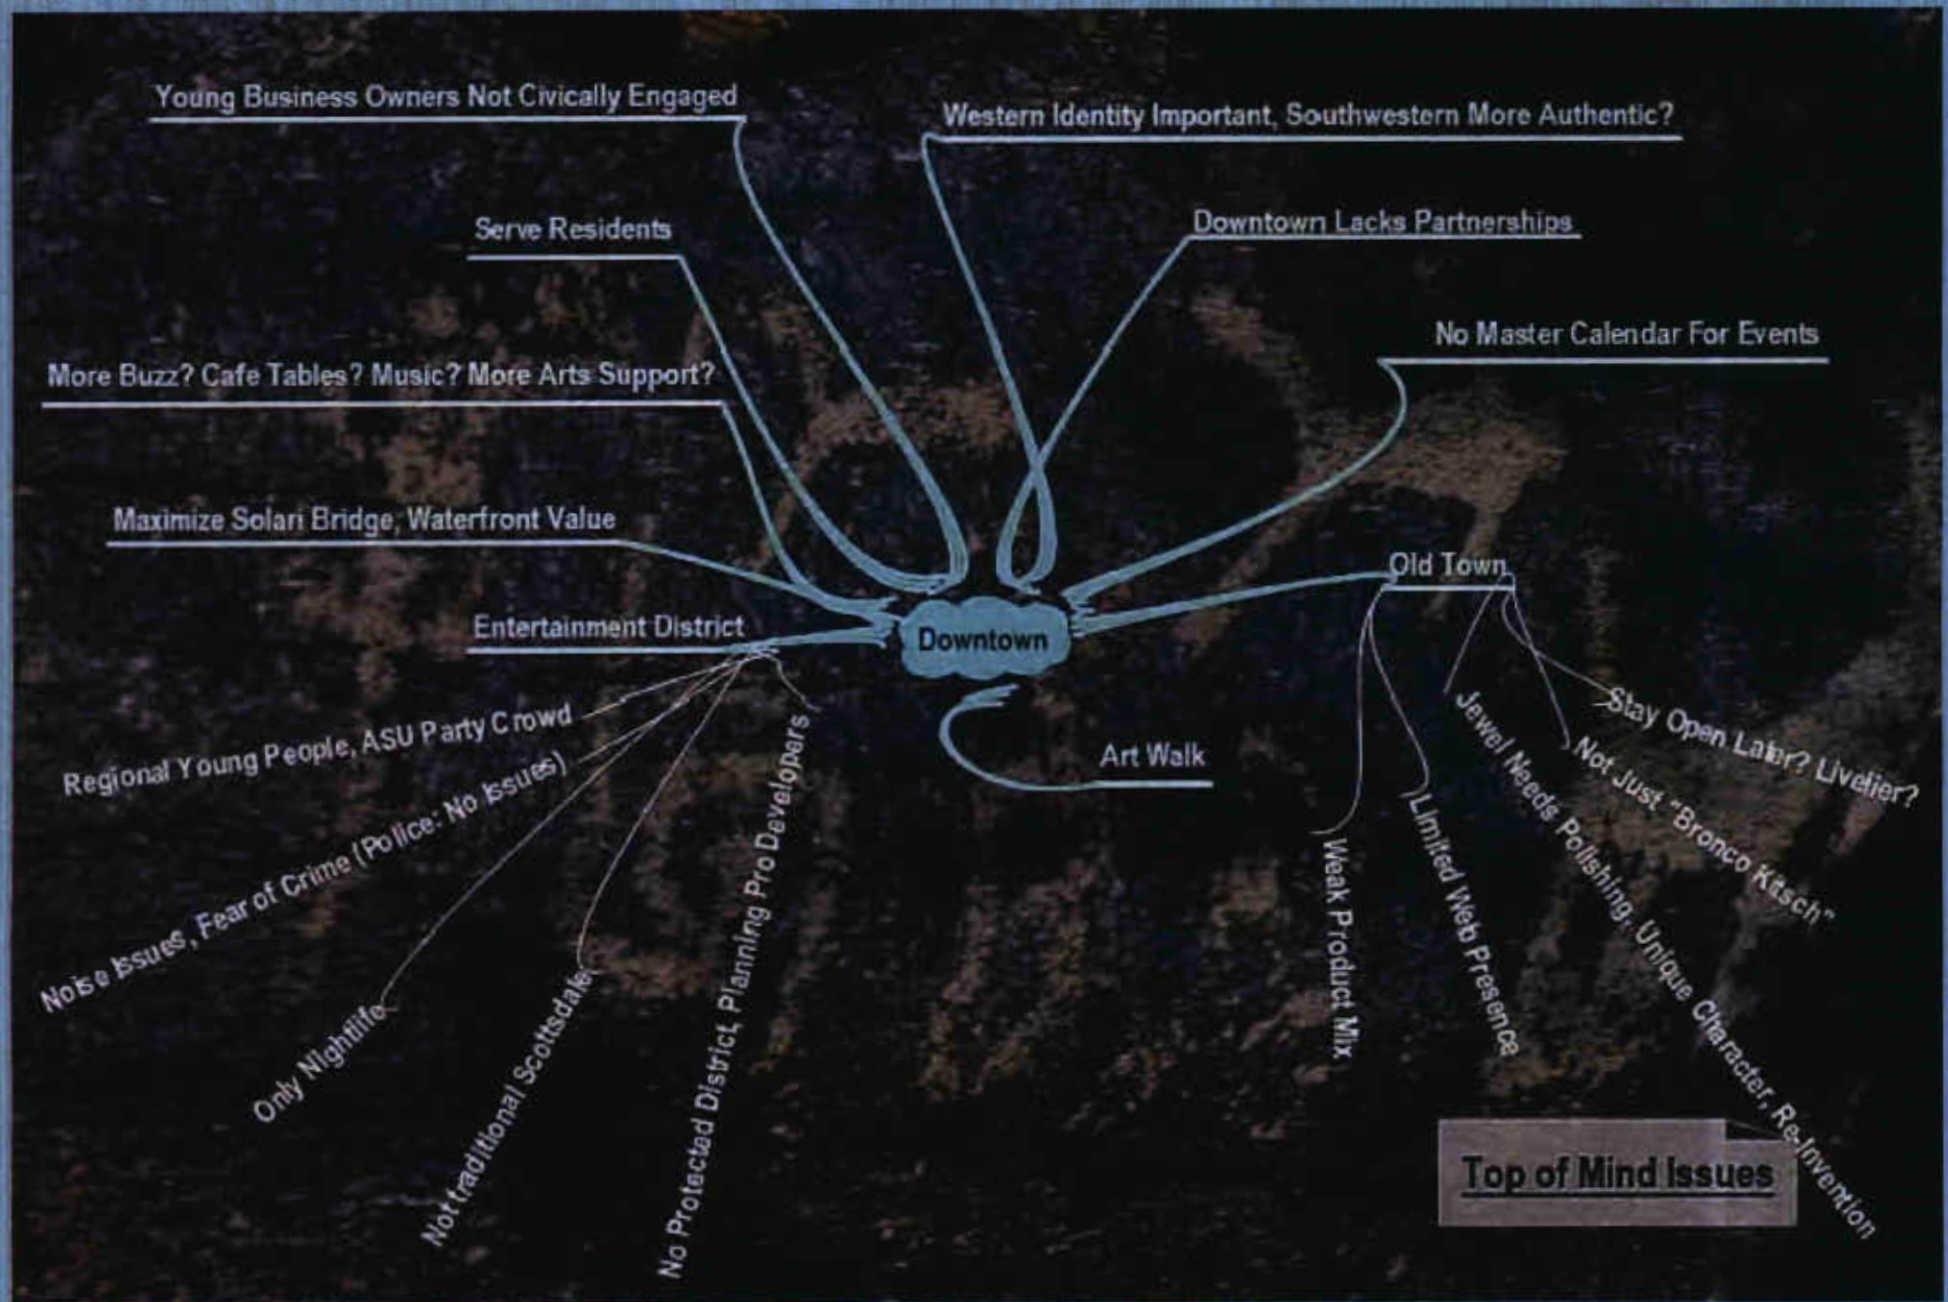 Young Business Owners Not Civically Engaged
Western Identity Important, Southwestern More Authentic?
Serve Residents
Downtown Lacks Partnerships
No Master Calendar For Events
More Buzz? Cafe Tables? Music? More Arts Support?
Maximize Solari Bridge, Waterfront Value
Old Town
Entertainment District
Downtown
Art Walk
Regional Young People, ASU Party Crowd
Noise Issues, Fear of Crime (Police: No Issues)
Only Nightlife
Not traditional Scottsdale
No Protected District, Planning Pro Developers
Weak Product Mix
Limited Web Presence
Jewel Needs Polishing, Unique Character, Re-Invention
Not Just "Bronco Kitsch"
Stay Open Later? Livelier?
Top of Mind Issues